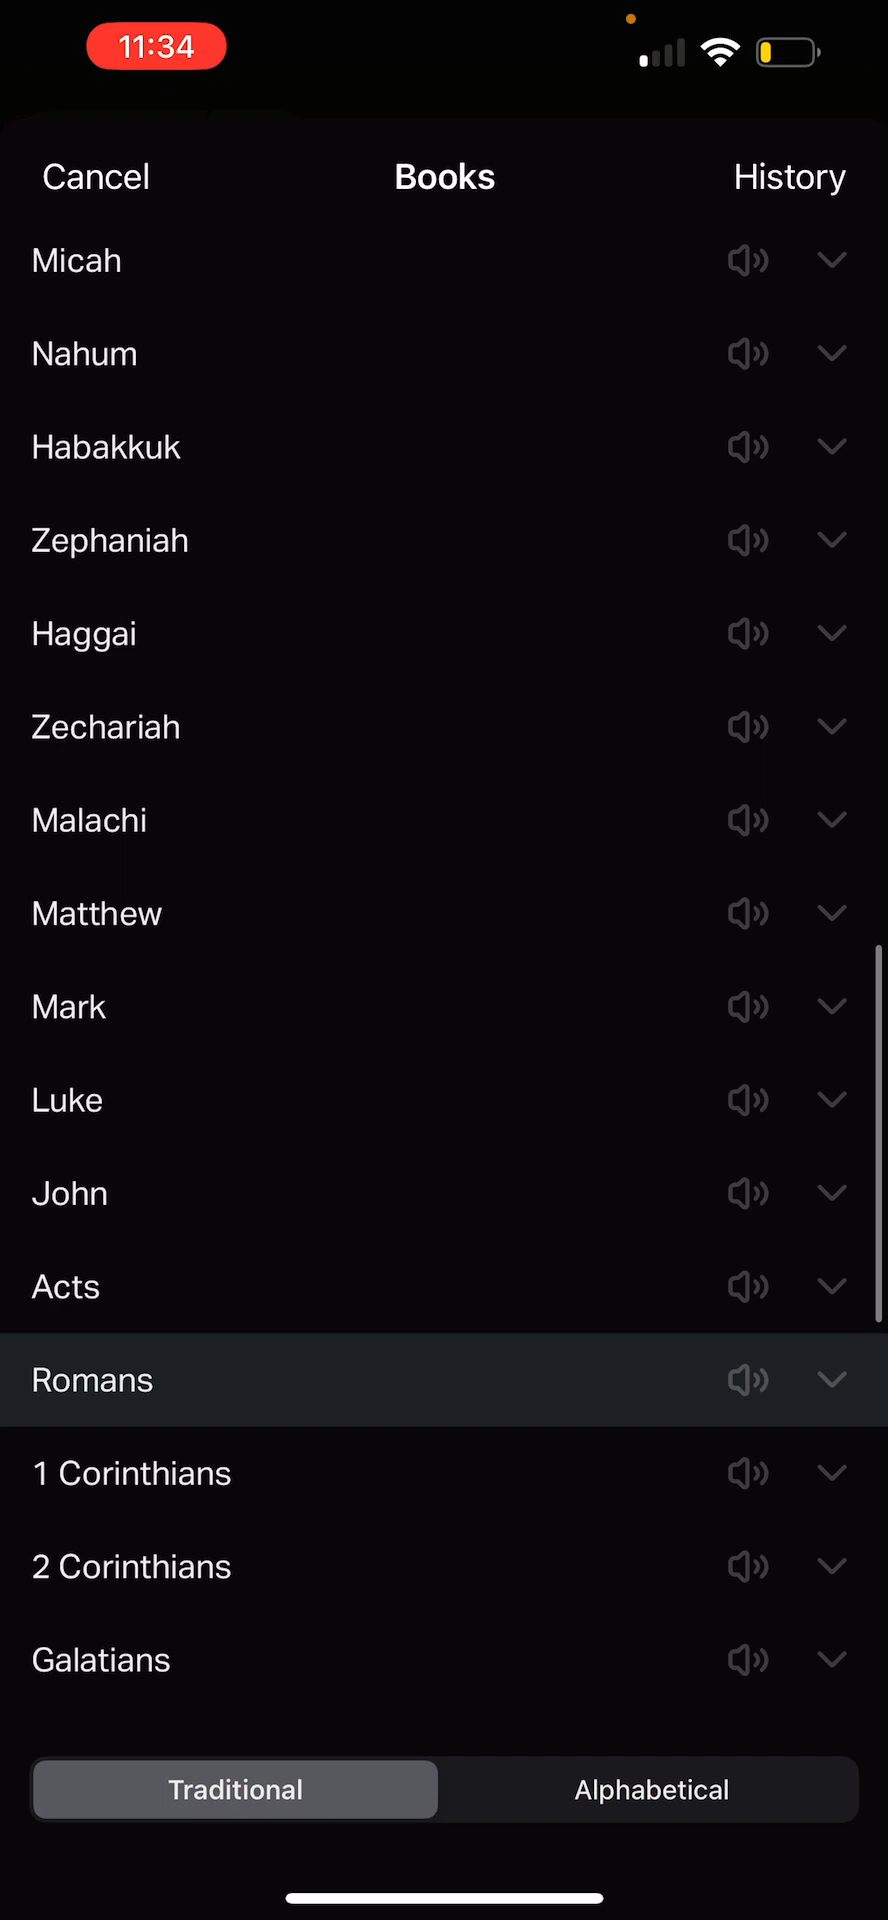 11:34
Cancel Books History
Micah
Nahum
Habakkuk
Zephaniah
Haggai
Zechariah
Malachi
Matthew
Mark
Luke
John
Acts
Romans
1 Corinthians
2 Corinthians
Galatians
Traditional Alphabetical